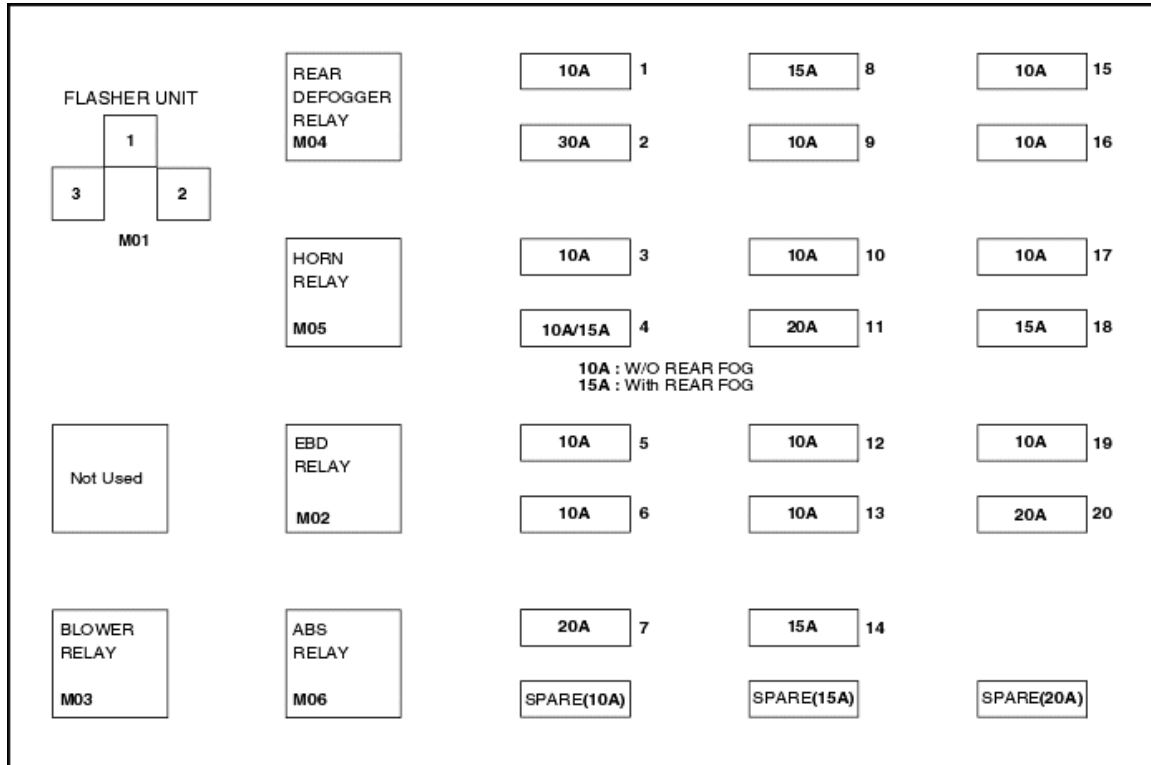 FLASHER UNIT
1
3 2
M01
REAR
DEFOGGER
RELAY
M04
HORN
RELAY
M05
Not Used
EBD
RELAY
M02
BLOWER
RELAY
M03
ABS
RELAY
M06
10A 1
30A 2
10A 3
10A/15A 4
10A : W/O REAR FOG
15A : With REAR FOG
10A 5
10A 6
20A 7
SPARE(10A)
15A 8
10A 9
10A 10
20A 11
10A 12
10A 13
15A 14
SPARE(15A)
10A 15
10A 16
10A 17
15A 18
10A 19
20A 20
SPARE(20A)